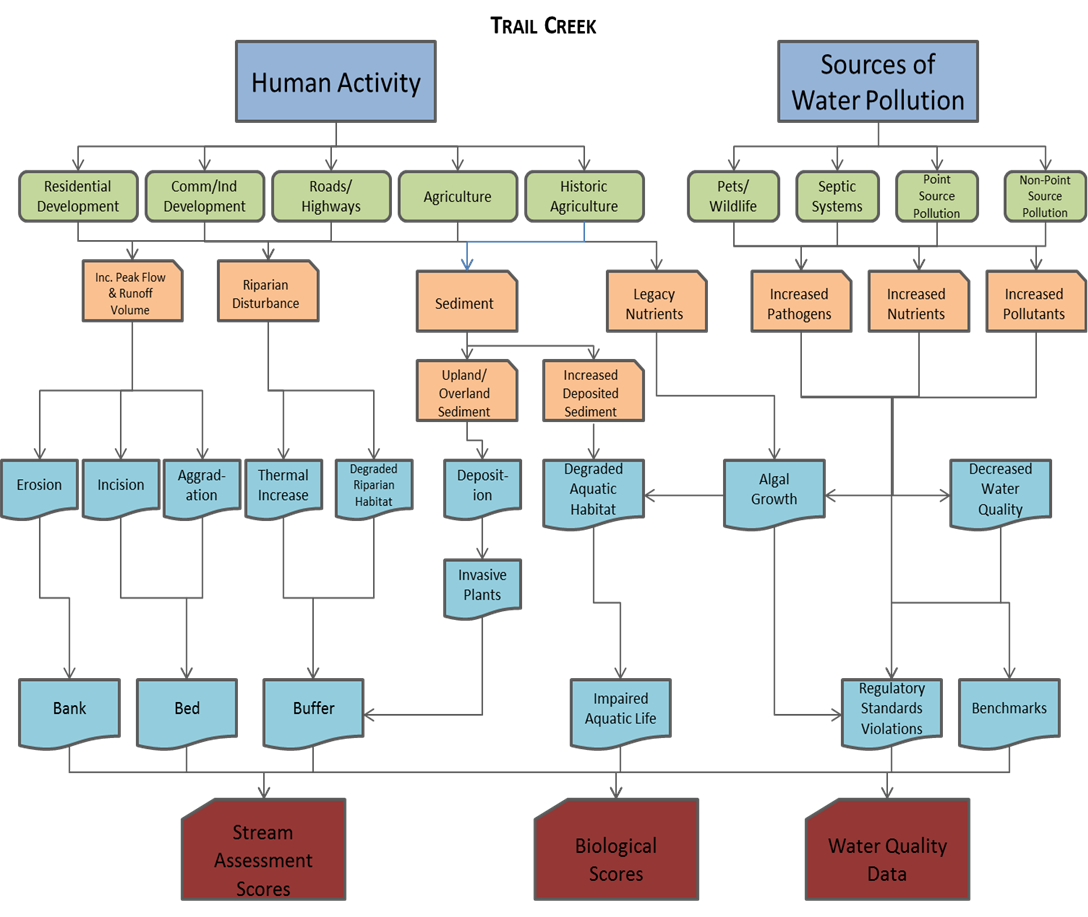 TRAIL CREEK
Human Activity
Sources of
Water Pollution
Residential
Development
Comm/Ind
Development
Roads/
Highways
Agriculture
Historic
Agriculture
Pets/
Wildlife
Septic
Systems
Point
Source
Pollution
Non-Point
Source
Pollution
Inc. Peak Flow
& Runoff
Volume
Riparian
Disturbance
Sediment
Legacy
Nutrients
Increased
Pathogens
Increased
Nutrients
Increased
Pollutants
Upland/
Overland
Sediment
Increased
Deposited
Sediment
Erosion
Incision
Aggrad-
ation
Thermal
Increase
Degraded
Riparian
Habitat
Deposit-
ion
Degraded
Aquatic
Habitat
Algal
Growth
Decreased
Water
Quality
Invasive
Plants
Bank
Bed
Buffer
Impaired
Aquatic Life
Regulatory
Standards
Violations
Benchmarks
Stream
Assessment
Scores
Biological
Scores
Water Quality
Data